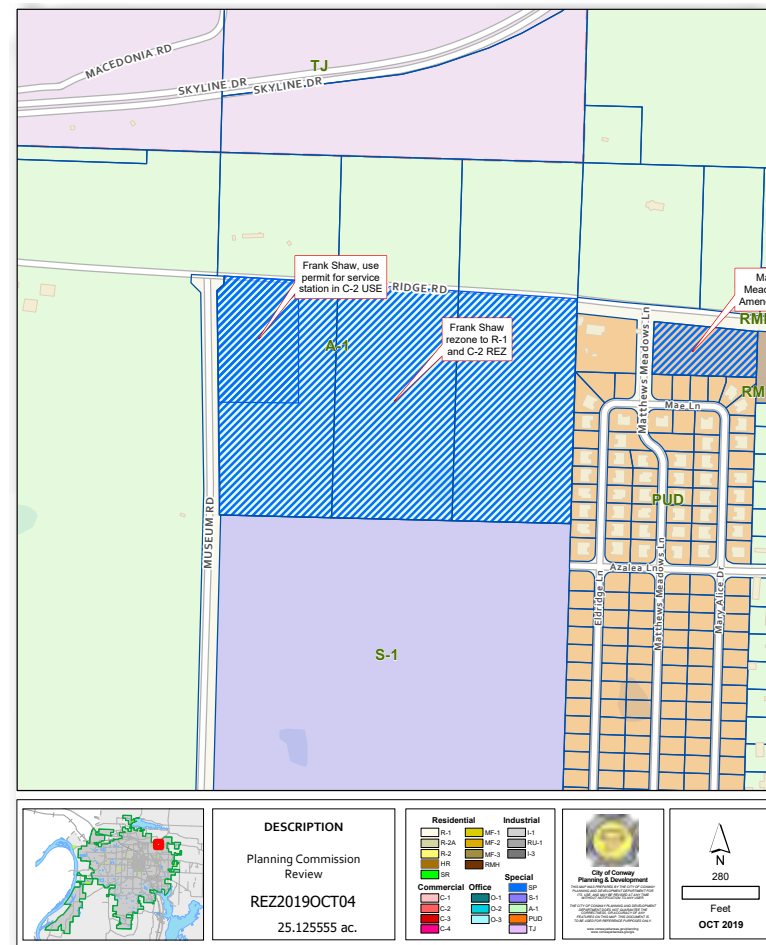 MACEDONIA RD
TJ
SKYLINE DR
SKYLINE DR
Frank Shaw, use
permit for service
station in C-2 USE
RIDGE RD
Frank Shaw
rezone to R-1
and C-2 REZ
A-1
Ma
Mead
Amen
RM
RM
Matthews Meadows Ln
Mae Ln
PUD
MUSEUM RD
Azalea Ln
Eldridge Ln
Matthews Meadows Ln
Mary Alice Dr
S-1
DESCRIPTION
Planning Commission
Review
REZ2019OCT04
25.125555 ac.
Residential
R-1
R-2A
R-2
HR
SR
MF-1
MF-2
MF-3
RMH
Industrial
I-1
RU-1
I-3
Commercial
C-1
C-2
C-3
C-4
Office
O-1
O-2
O-3
Special
SP
S-1
A-1
PUD
TJ
City of Conway
Planning & Development
N
280
Feet
OCT 2019